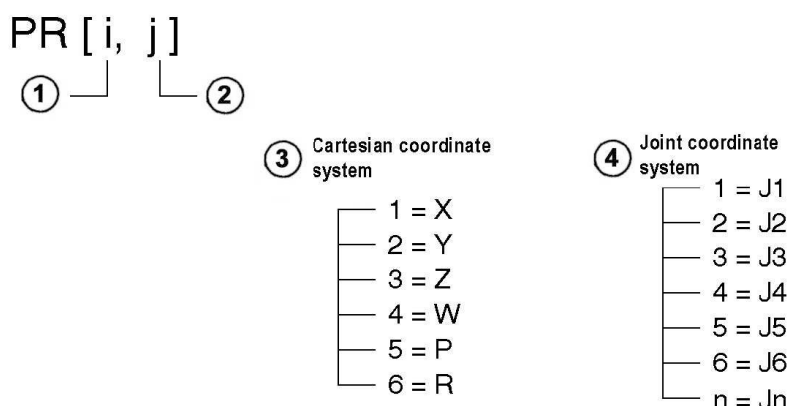 PR [ i, j ]
1 2
3 Cartesian coordinate
system
1 = X
2 = Y
3 = Z
4 = W
5 = P
6 = R
4 Joint coordinate
system
1 = J1
2 = J2
3 = J3
4 = J4
5 = J5
6 = J6
n = Jn